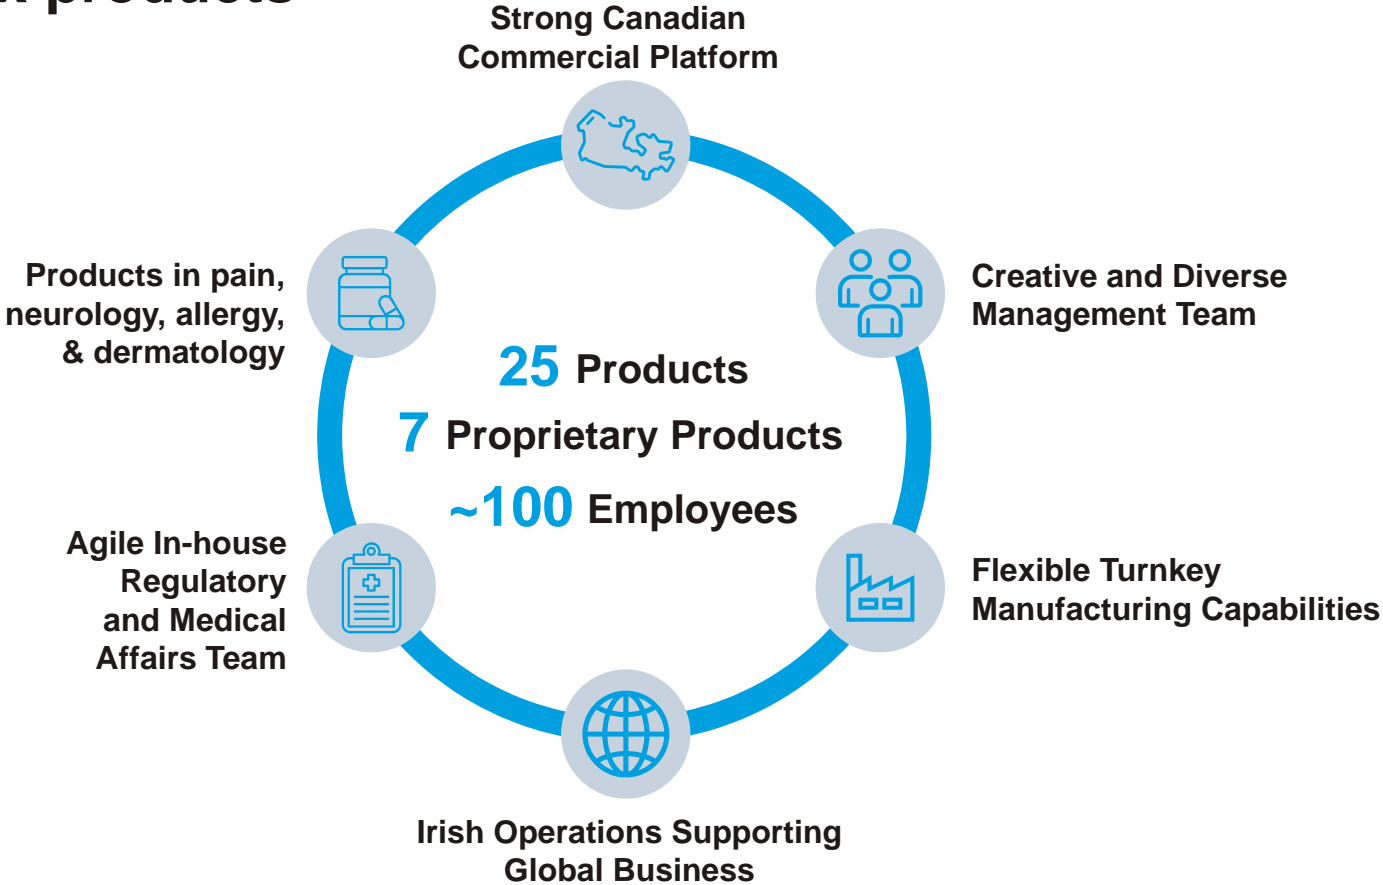 products
Strong Canadian
Commercial Platform
Products in pain,
neurology, allergy,
& dermatology
Creative and Diverse
Management Team
25 Products
7 Proprietary Products
~100 Employees
Agile In-house
Regulatory
and Medical
Affairs Team
Flexible Turnkey
Manufacturing Capabilities
Irish Operations Supporting
Global Business